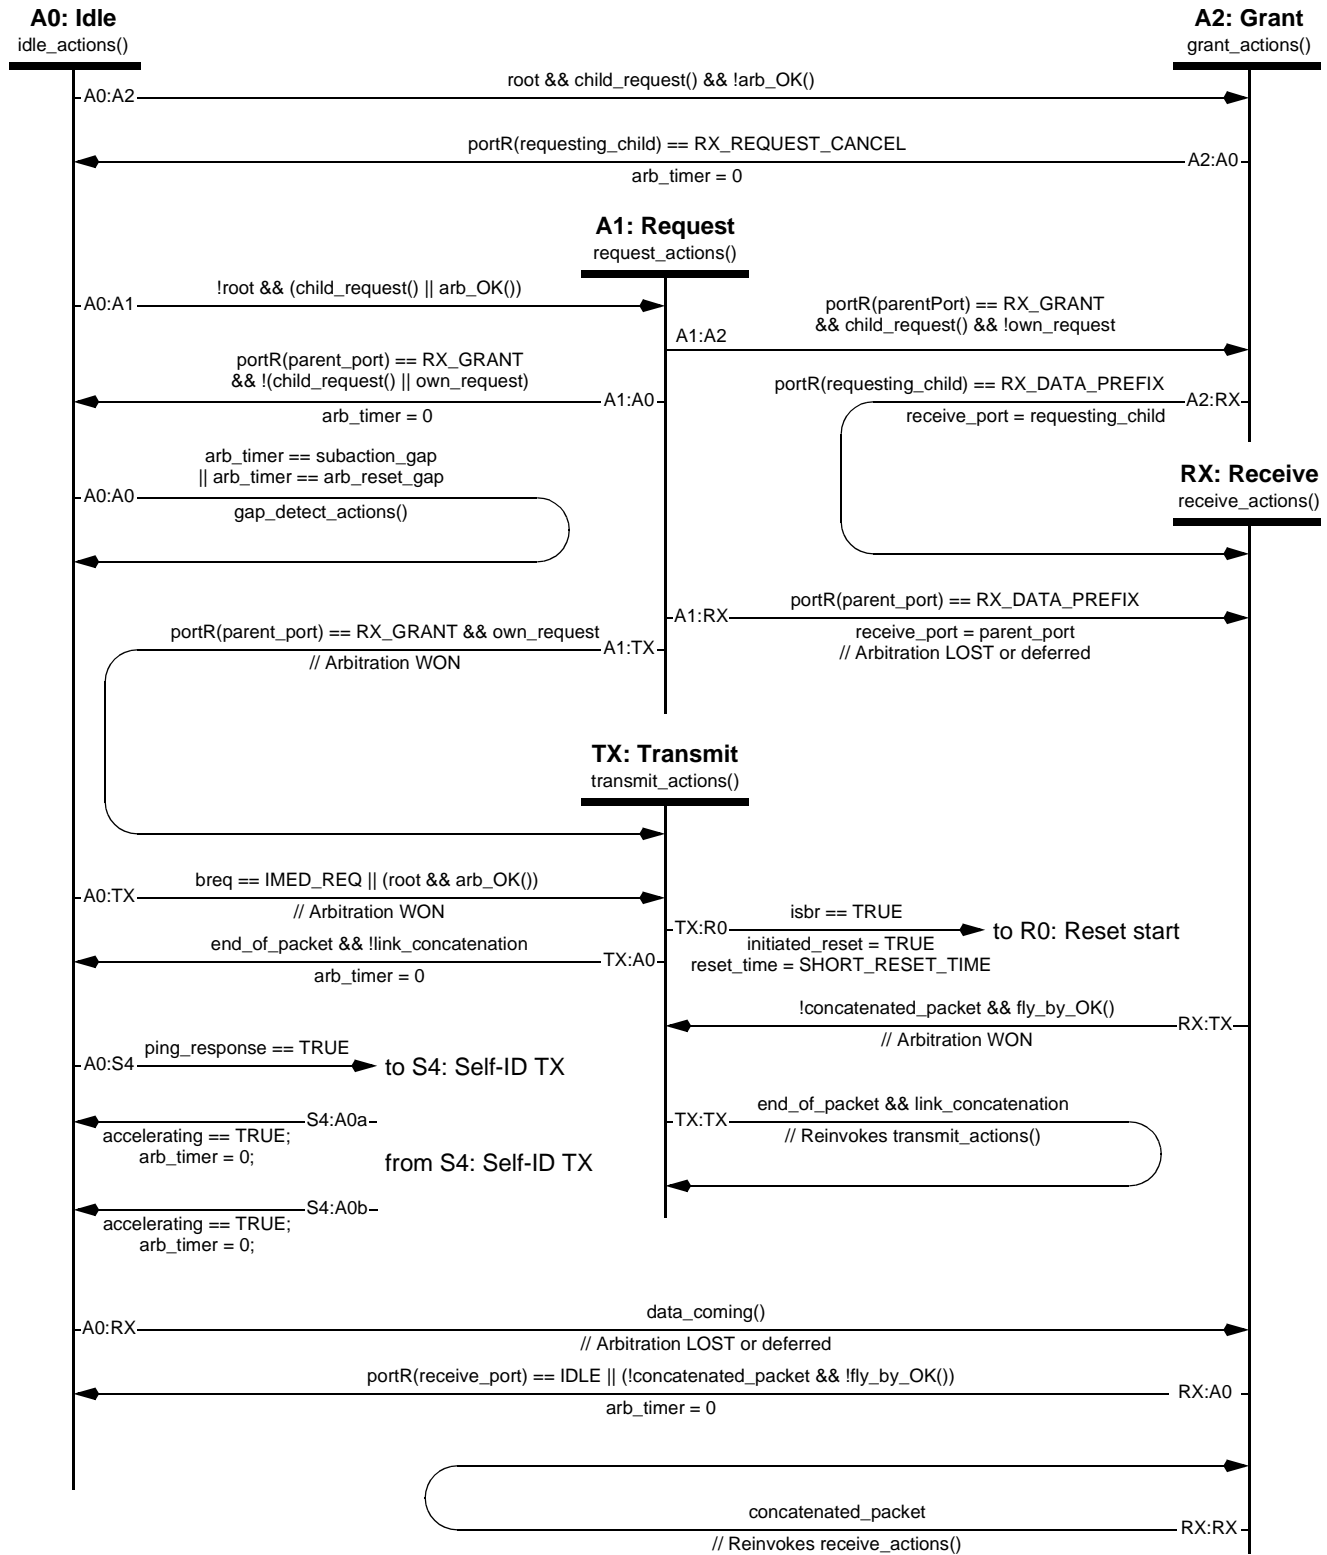 A0: Idle
idle_actions()
A2: Grant
grant_actions()
root && child_request() && !arb_OK()
A0:A2
portR(requesting_child) == RX_REQUEST_CANCEL
A2:A0
arb_timer = 0
A1: Request
request_actions()
!root && (child_request() || arb_OK())
A0:A1
portR(parentPort) == RX_GRANT
&& child_request() && !own_request
A1:A2
portR(parent_port) == RX_GRANT
&& !(child_request() || own_request)
A1:A0
arb_timer = 0
portR(requesting_child) == RX_DATA_PREFIX
A2:RX
receive_port = requesting_child
arb_timer == subaction_gap
|| arb_timer == arb_reset_gap
A0:A0
gap_detect_actions()
RX: Receive
receive_actions()
portR(parent_port) == RX_DATA_PREFIX
A1:RX
receive_port = parent_port
// Arbitration LOST or deferred
portR(parent_port) == RX_GRANT && own_request
A1:TX
// Arbitration WON
TX: Transmit
transmit_actions()
breq == IMED_REQ || (root && arb_OK())
A0:TX
// Arbitration WON
isbr == TRUE
TX:R0
to R0: Reset start
initiated_reset = TRUE
reset_time = SHORT_RESET_TIME
end_of_packet && !link_concatenation
TX:A0
arb_timer = 0
!concatenated_packet && fly_by_OK()
RX:TX
// Arbitration WON
ping_response == TRUE
A0:S4
to S4: Self-ID TX
end_of_packet && link_concatenation
TX:TX
// Reinvokes transmit_actions()
S4:A0a
accelerating == TRUE;
arb_timer = 0;
from S4: Self-ID TX
S4:A0b
accelerating == TRUE;
arb_timer = 0;
data_coming()
A0:RX
// Arbitration LOST or deferred
portR(receive_port) == IDLE || (!concatenated_packet && !fly_by_OK())
RX:A0
arb_timer = 0
concatenated_packet
RX:RX
// Reinvokes receive_actions()